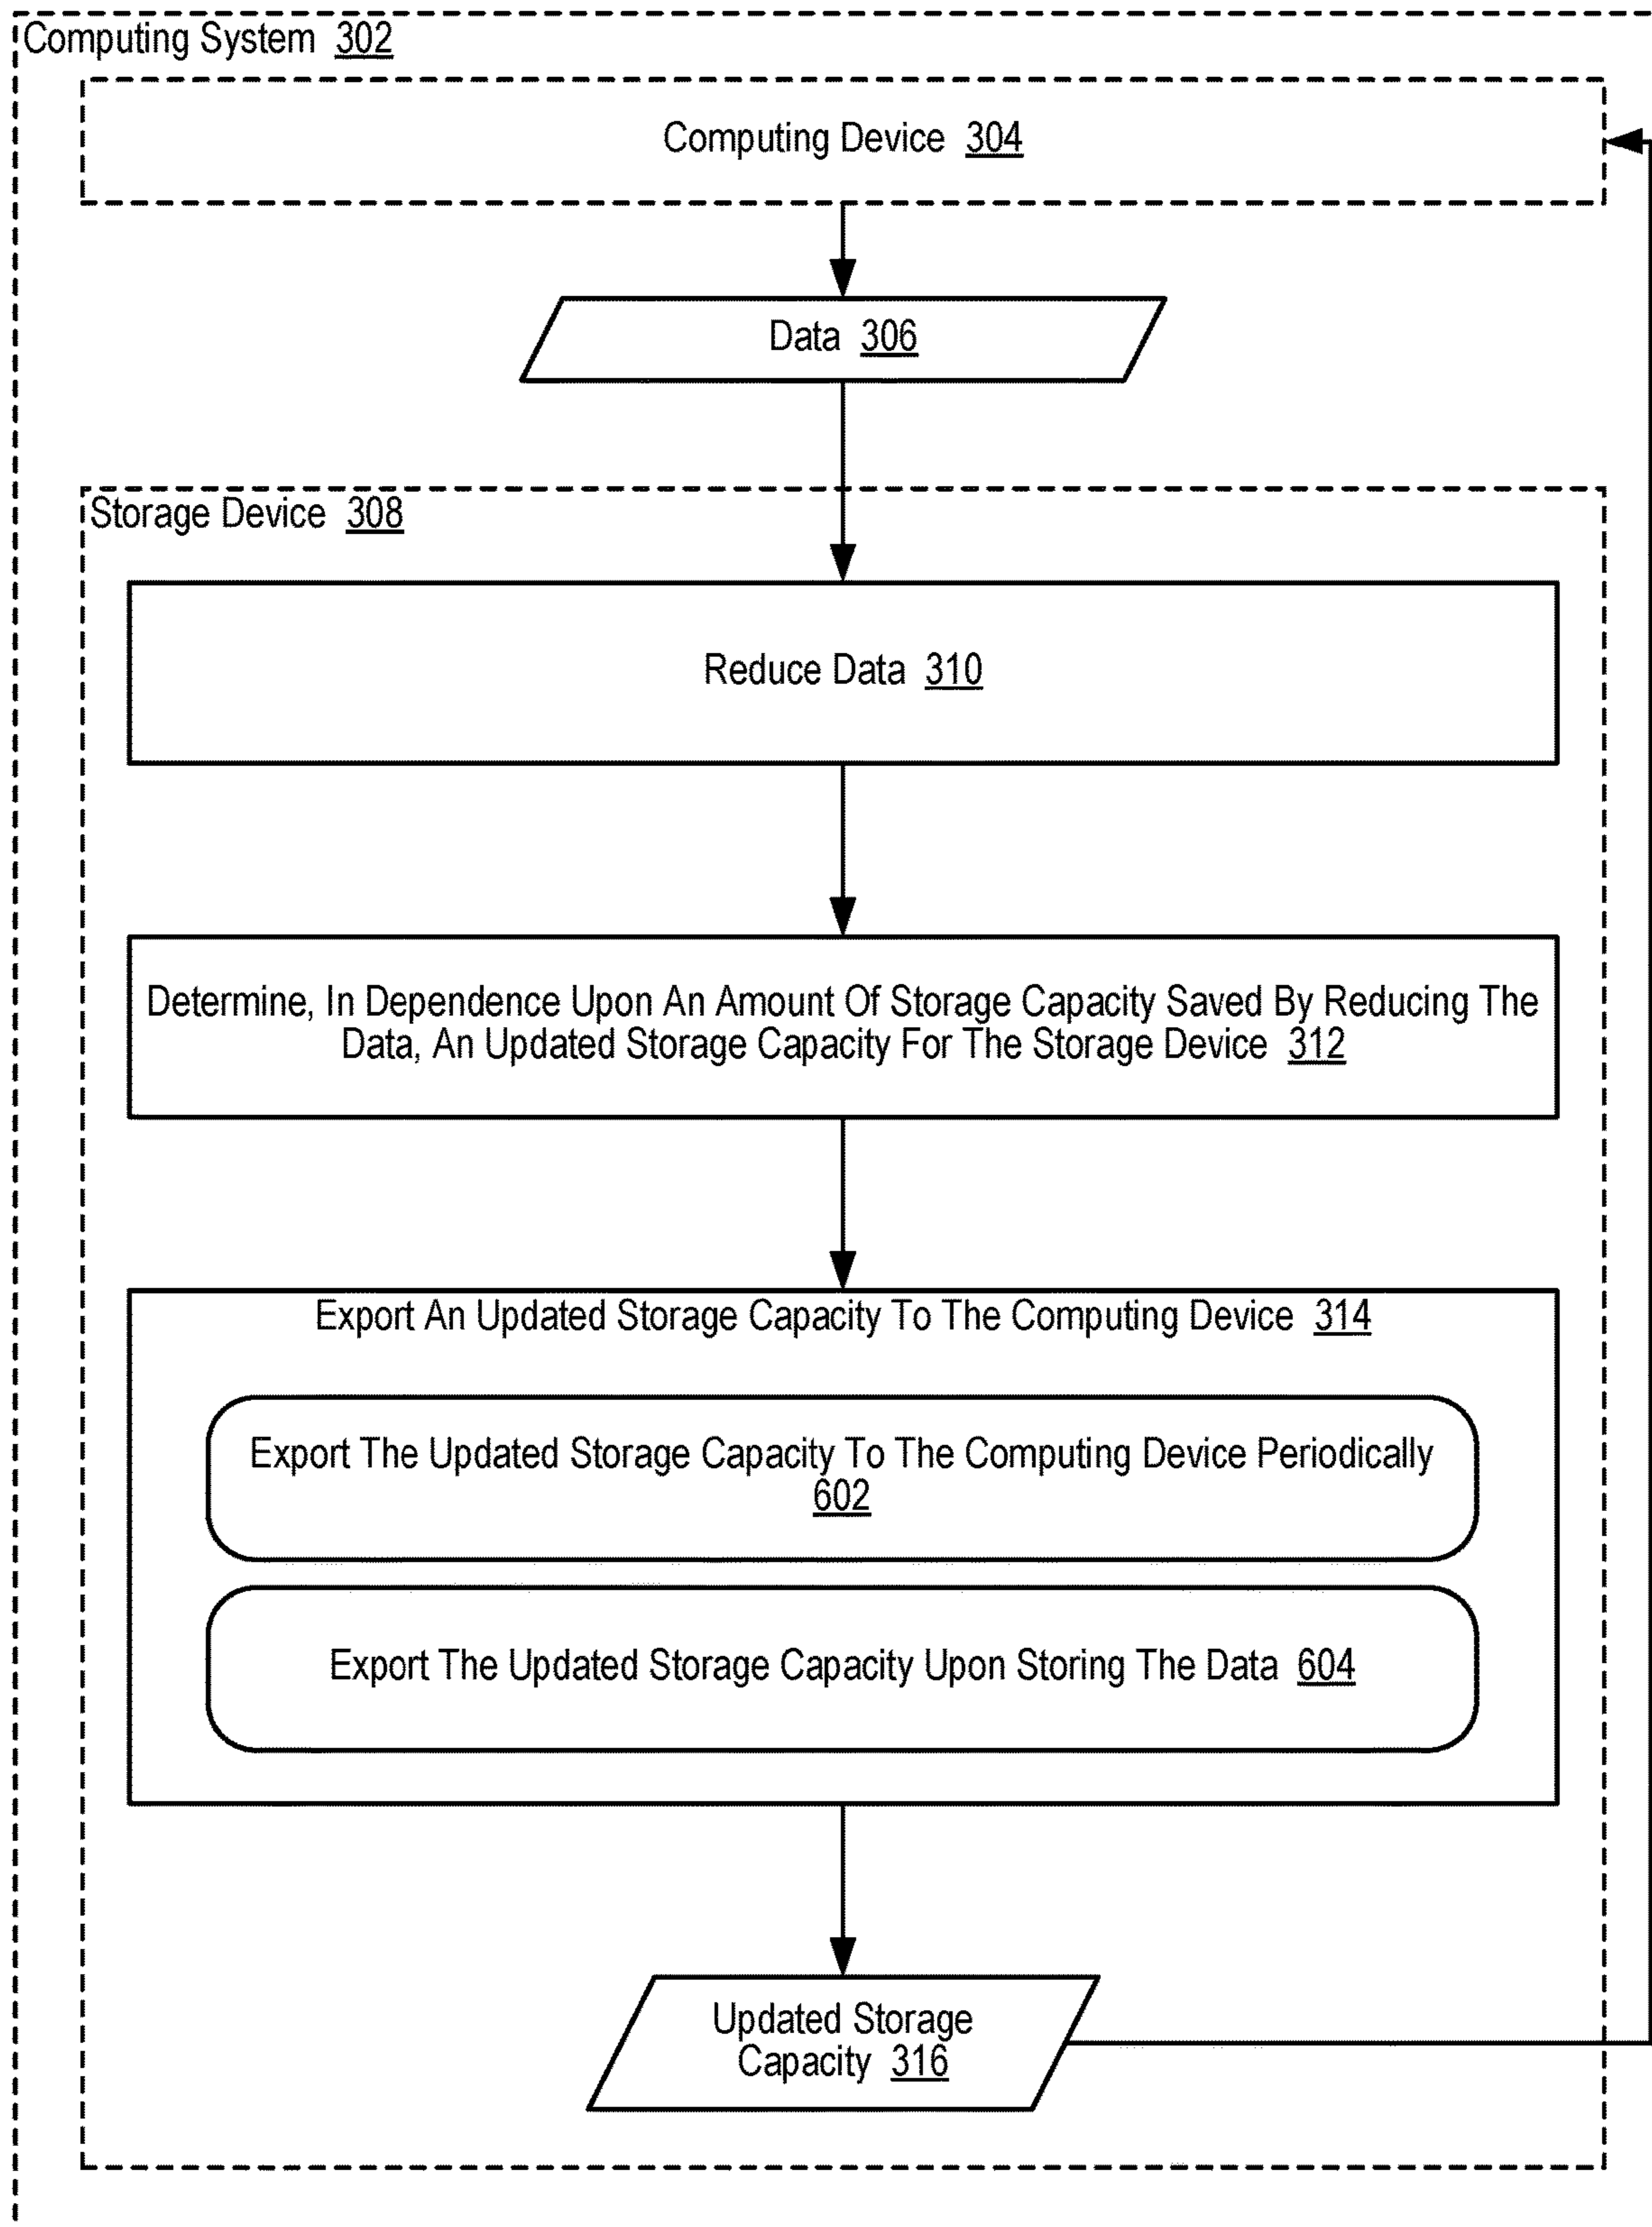 Computing System 302
Computing Device 304
Data 306
Storage Device 308
Reduce Data 310
Determine, In Dependence Upon An Amount Of Storage Capacity Saved By Reducing The
Data, An Updated Storage Capacity For The Storage Device 312
Export An Updated Storage Capacity To The Computing Device 314
Export The Updated Storage Capacity To The Computing Device Periodically
602
Export The Updated Storage Capacity Upon Storing The Data 604
Updated Storage
Capacity 316